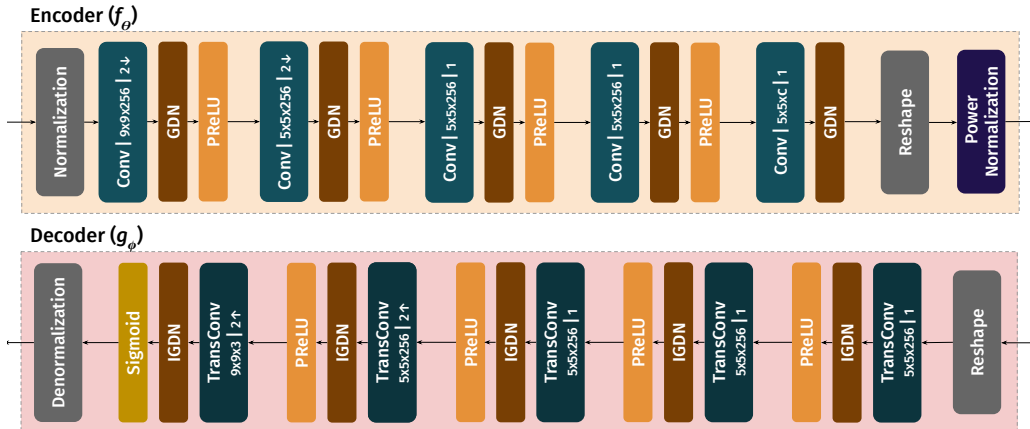 Encoder (f_θ)
Normalization
Conv | 9x9x256 | 2↓
GDN
PReLU
Conv | 5x5x256 | 2↓
GDN
PReLU
Conv | 5x5x256 | 1
GDN
PReLU
Conv | 5x5x256 | 1
GDN
PReLU
Conv | 5x5xC | 1
GDN
Reshape
Power
Normalization
Decoder (g_ϕ)
Denormalization
Sigmoid
IGDN
TransConv
9x9x3 | 2↑
PReLU
IGDN
TransConv
5x5x256 | 2↑
PReLU
IGDN
TransConv
5x5x256 | 1
PReLU
IGDN
TransConv
5x5x256 | 1
PReLU
IGDN
TransConv
5x5x256 | 1
Reshape